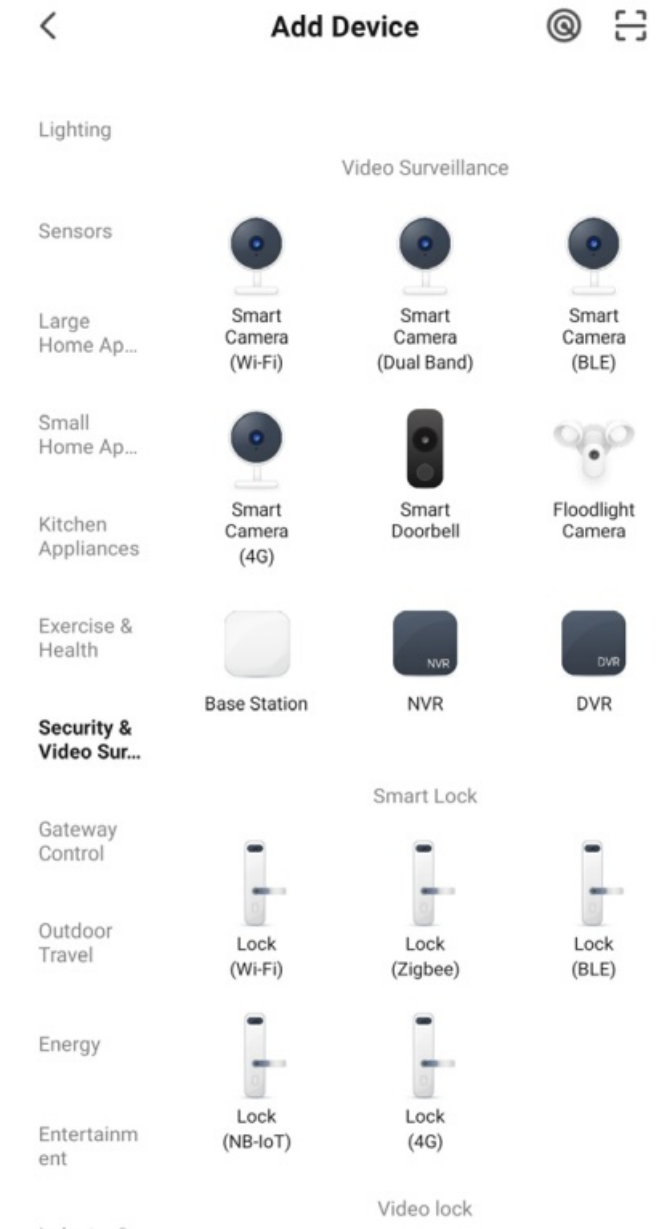 Add Device
Lighting
Sensors
Large
Home Ap...
Small
Home Ap...
Kitchen
Appliances
Exercise &
Health
Security &
Video Sur...
Gateway
Control
Outdoor
Travel
Energy
Entertainm
ent
Video Surveillance
Smart
Camera
(Wi-Fi)
Smart
Camera
(Dual Band)
Smart
Camera
(BLE)
Smart
Camera
(4G)
Smart
Doorbell
Floodlight
Camera
Base Station
NVR
NVR
DVR
DVR
Smart Lock
Lock
(Wi-Fi)
Lock
(Zigbee)
Lock
(BLE)
Lock
(NB-IoT)
Lock
(4G)
Video lock